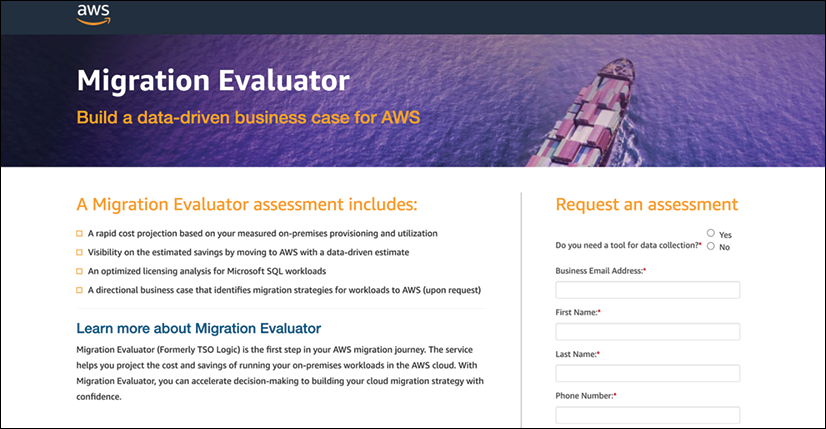 aws
Migration Evaluator
Build a data-driven business case for AWS
A Migration Evaluator assessment includes:
A rapid cost projection based on your measured on-premises provisioning and utilization
Visibility on the estimated savings by moving to AWS with a data-driven estimate
An optimized licensing analysis for Microsoft SQL workloads
A directional business case that identifies migration strategies for workloads to AWS (upon request)
Learn more about Migration Evaluator
Migration Evaluator (Formerly TSO Logic) is the first step in your AWS migration journey. The service
helps you project the cost and savings of running your on-premises workloads in the AWS cloud. With
Migration Evaluator, you can accelerate decision-making to building your cloud migration strategy with
confidence.
Request an assessment
Do you need a tool for data collection?*
Yes
No
Business Email Address:*
First Name:*
Last Name:*
Phone Number:*